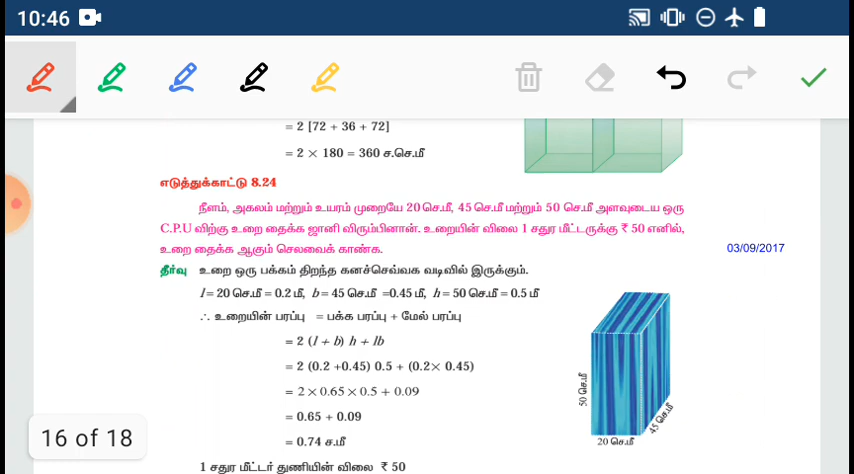 10:46
= 2 [72 + 36 + 72]
= 2 × 180 = 360 ச.செ.மீ
எடுத்துக்காட்டு 8.24
நீளம், அகலம் மற்றும் உயரம் முறையே 20 செ.மீ, 45 செ.மீ மற்றும் 50 செ.மீ அளவுடைய ஒரு
C.P.U விற்கு உறை தைக்க ஜானி விரும்பினான். உறையின் விலை 1 சதுர மீட்டருக்கு ₹ 50 எனில்,
உறை தைக்க ஆகும் செலவைக் காண்க.
03/09/2017
தீர்வு உறை ஒரு பக்கம் திறந்த கனச்செவ்வக வடிவில் இருக்கும்.
l = 20 செ.மீ = 0.2 மீ, b = 45 செ.மீ =0.45 மீ, h = 50 செ.மீ = 0.5 மீ
∴ உறையின் பரப்பு = பக்க பரப்பு + மேல் பரப்பு
= 2 (l + b) h + lb
= 2 (0.2 +0.45) 0.5 + (0.2× 0.45)
= 2 × 0.65 × 0.5 + 0.09
= 0.65 + 0.09
= 0.74 ச.மீ
1 சதுர மீட்டர் துணியின் விலை ₹ 50
50 செ.மீ
20 செ.மீ
45 செ.மீ
16 of 18